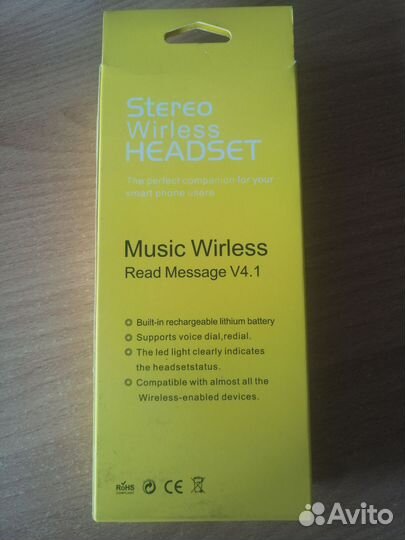 Stereo
Wirless
HEADSET
The perfect companion for your
smart phone users
Music Wirless
Read Message V4.1
Built-in rechargeable lithium battery
Supports voice dial,redial.
The led light clearly indicates
the headsetstatus.
Compatible with almost all the
Wireless-enabled devices.
RoHS
COMPLIANT
CE
Avito